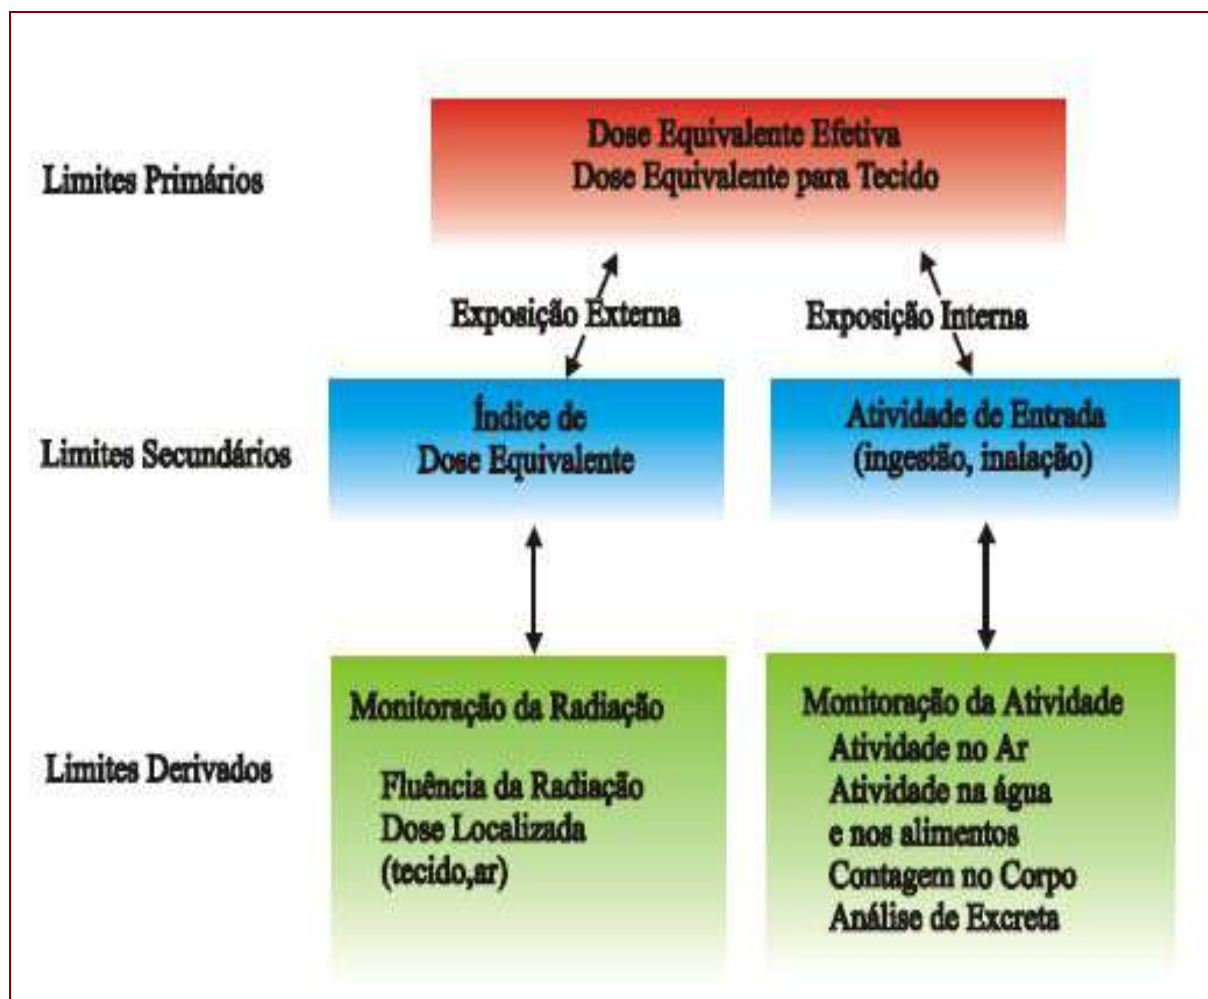 Dose Equivalente Efetiva
Dose Equivalente para Tecido
Limites Primários
Exposição Externa
Exposição Interna
Índice de
Dose Equivalente
Atividade de Entrada
(ingestão, inalação)
Limites Secundários
Monitoração da Radiação
Fluência da Radiação
Dose Localizada
(tecido,ar)
Monitoração da Atividade
Atividade no Ar
Atividade na água
e nos alimentos
Contagem no Corpo
Análise de Excreta
Limites Derivados